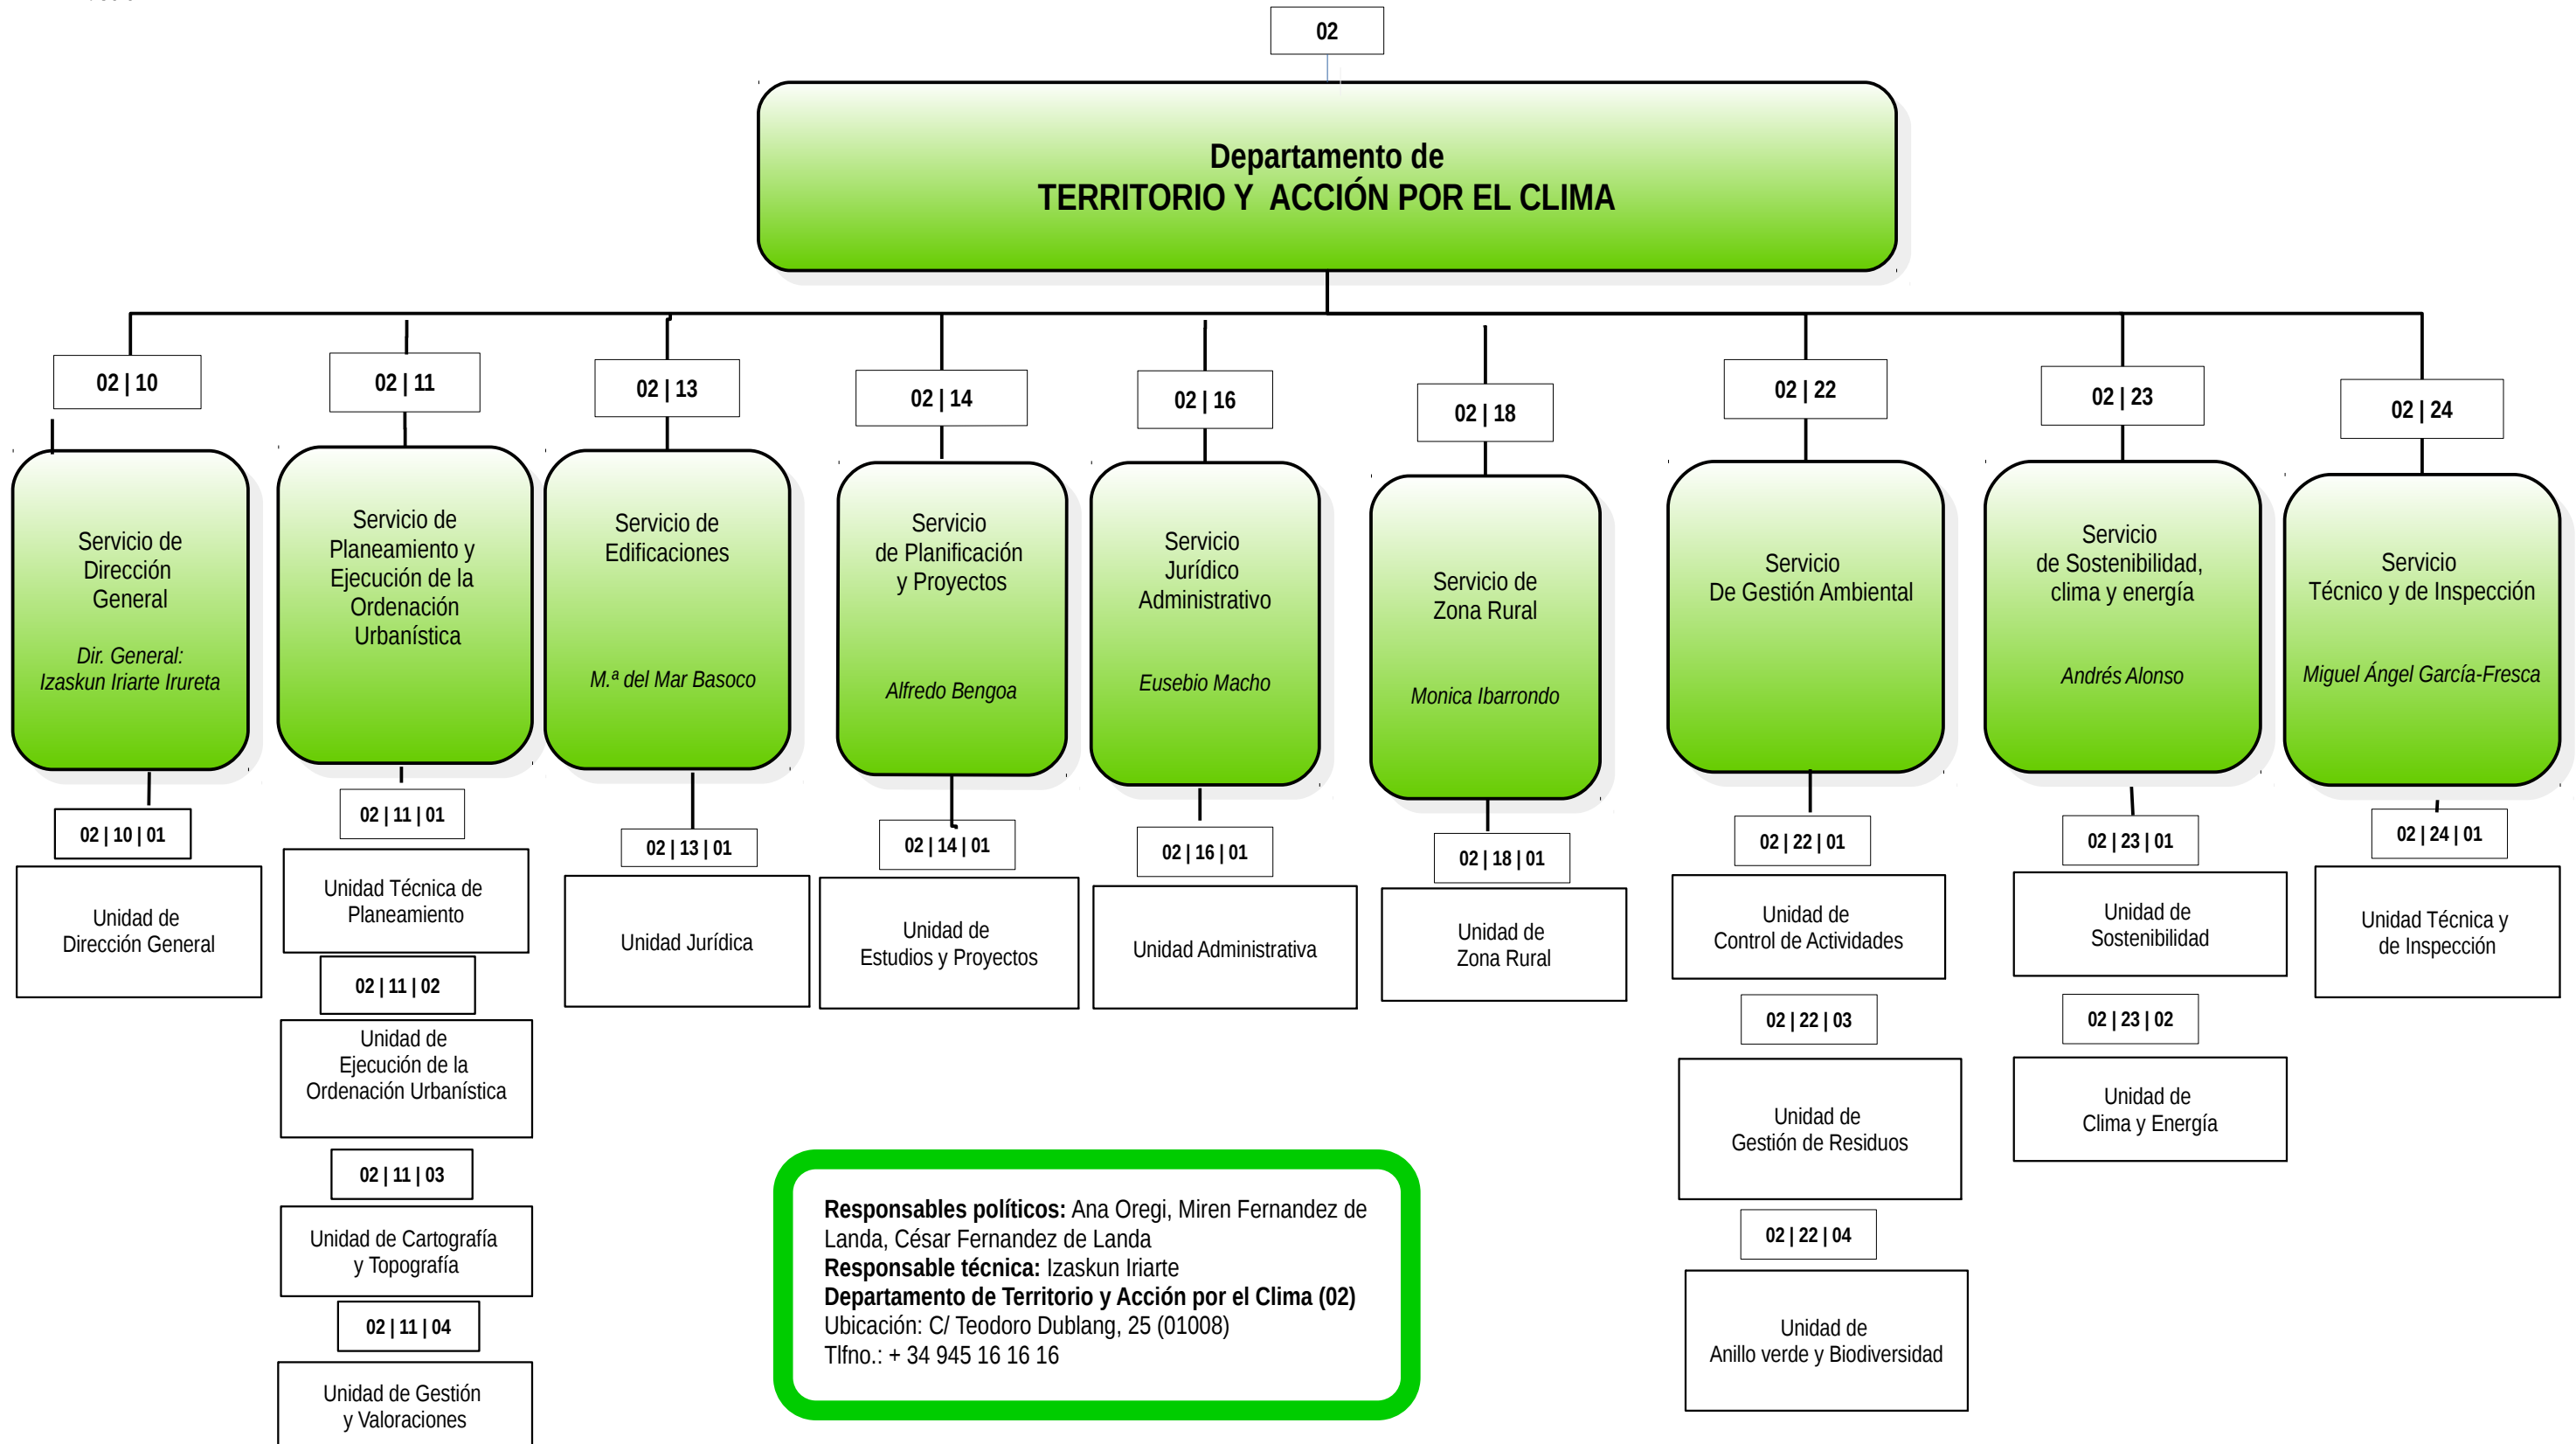 02
Departamento de
TERRITORIO Y ACCIÓN POR EL CLIMA
02 | 10
02 | 11
02 | 13
02 | 14
02 | 16
02 | 18
02 | 22
02 | 23
02 | 24
Servicio de
Dirección
General
Dir. General:
Izaskun Iriarte Irureta
Servicio de
Planeamiento y
Ejecución de la
Ordenación
Urbanística
Servicio de
Edificaciones
M.ª del Mar Basoco
Servicio
de Planificación
y Proyectos
Alfredo Bengoa
Servicio
Jurídico
Administrativo
Eusebio Macho
Servicio de
Zona Rural
Monica Ibarrondo
Servicio
De Gestión Ambiental
Servicio
de Sostenibilidad,
clima y energía
Andrés Alonso
Servicio
Técnico y de Inspección
Miguel Ángel García-Fresca
02 | 10 | 01
Unidad de
Dirección General
02 | 11 | 01
Unidad Técnica de
Planeamiento
02 | 11 | 02
Unidad de
Ejecución de la
Ordenación Urbanística
02 | 11 | 03
Unidad de Cartografía
y Topografía
02 | 11 | 04
Unidad de Gestión
y Valoraciones
02 | 13 | 01
Unidad Jurídica
02 | 14 | 01
Unidad de
Estudios y Proyectos
02 | 16 | 01
Unidad Administrativa
02 | 18 | 01
Unidad de
Zona Rural
02 | 22 | 01
Unidad de
Control de Actividades
02 | 22 | 03
Unidad de
Gestión de Residuos
02 | 22 | 04
Unidad de
Anillo verde y Biodiversidad
02 | 23 | 01
Unidad de
Sostenibilidad
02 | 23 | 02
Unidad de
Clima y Energía
02 | 24 | 01
Unidad Técnica y
de Inspección
Responsables políticos: Ana Oregi, Miren Fernandez de
Landa, César Fernandez de Landa
Responsable técnica: Izaskun Iriarte
Departamento de Territorio y Acción por el Clima (02)
Ubicación: C/ Teodoro Dublang, 25 (01008)
Tlfno.: + 34 945 16 16 16